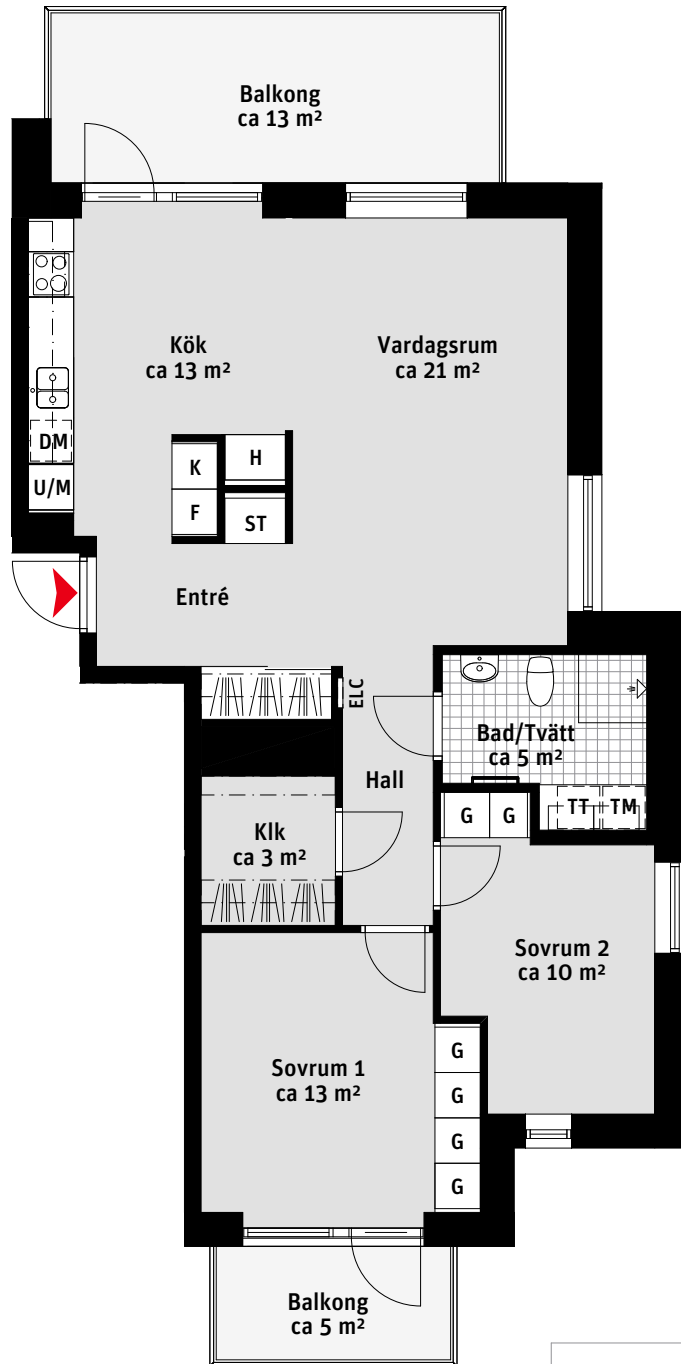 Balkong
ca 13 m²
Kök
ca 13 m²
Vardagsrum
ca 21 m²
DM
U/M
K
F
H
ST
Entré
ELC
Bad/Tvätt
ca 5 m²
TT
TM
Hall
G
G
Klk
ca 3 m²
Sovrum 2
ca 10 m²
Sovrum 1
ca 13 m²
G
G
G
G
Balkong
ca 5 m²